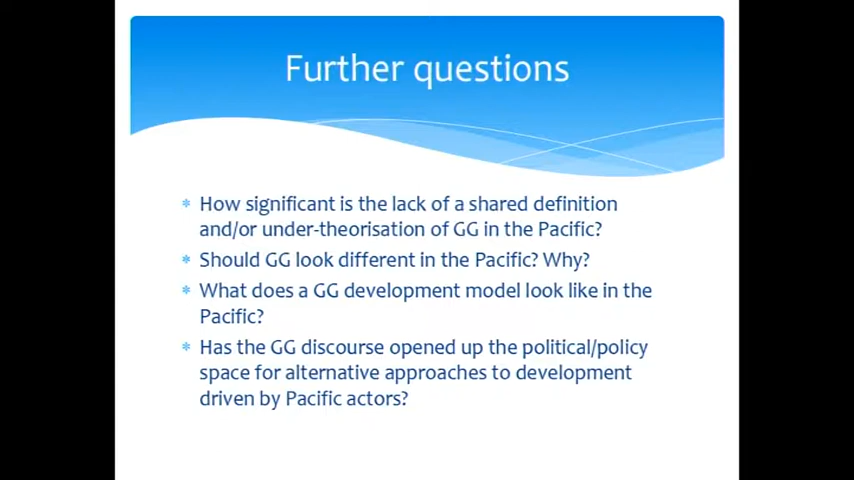 Further questions
* How significant is the lack of a shared definition
and/or under-theorisation of GG in the Pacific?
* Should GG look different in the Pacific? Why?
* What does a GG development model look like in the
Pacific?
* Has the GG discourse opened up the political/policy
space for alternative approaches to development
driven by Pacific actors?